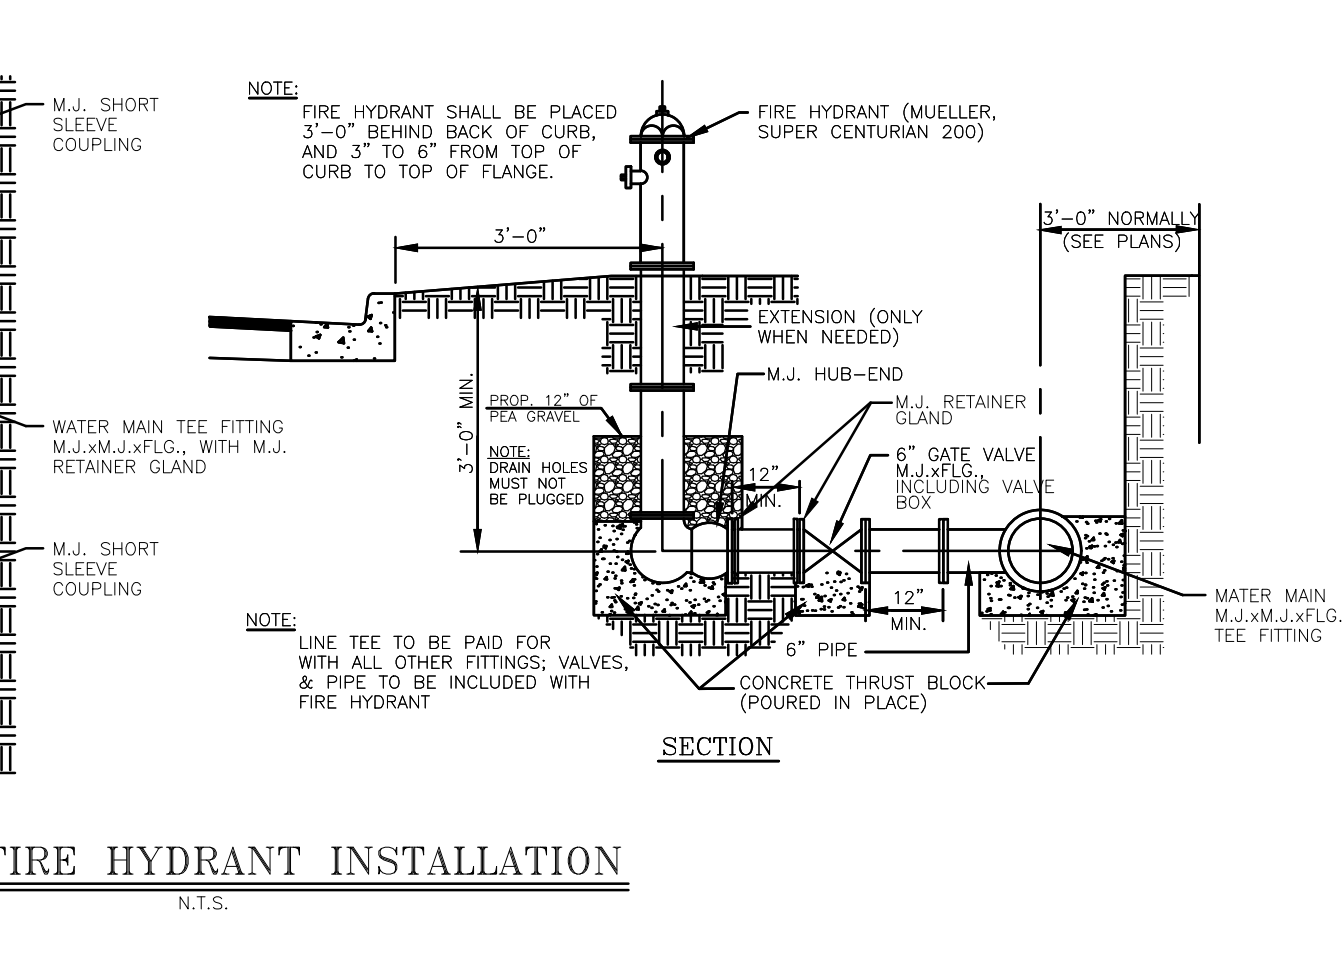 M.J. SHORT
SLEEVE
COUPLING
NOTE:
FIRE HYDRANT SHALL BE PLACED
3'-0" BEHIND BACK OF CURB,
AND 3" TO 6" FROM TOP OF
CURB TO TOP OF FLANGE.
FIRE HYDRANT (MUELLER,
SUPER CENTURIAN 200)
3'-0"
3'-0" NORMALLY
(SEE PLANS)
EXTENSION (ONLY
WHEN NEEDED)
M.J. HUB-END
3'-0" MIN.
PROP. 12" OF
PEA GRAVEL
M.J. RETAINER
GLAND
WATER MAIN TEE FITTING
M.J.xM.J.xFLG., WITH M.J.
RETAINER GLAND
NOTE:
DRAIN HOLES
MUST NOT
BE PLUGGED
12"
MIN.
6" GATE VALVE
M.J.xFLG.,
INCLUDING VALVE
BOX
M.J. SHORT
SLEEVE
COUPLING
12"
MIN.
MATER MAIN
M.J.xM.J.xFLG.
TEE FITTING
NOTE:
LINE TEE TO BE PAID FOR
WITH ALL OTHER FITTINGS; VALVES,
& PIPE TO BE INCLUDED WITH
FIRE HYDRANT
6" PIPE
CONCRETE THRUST BLOCK
(POURED IN PLACE)
SECTION
FIRE HYDRANT INSTALLATION
N.T.S.